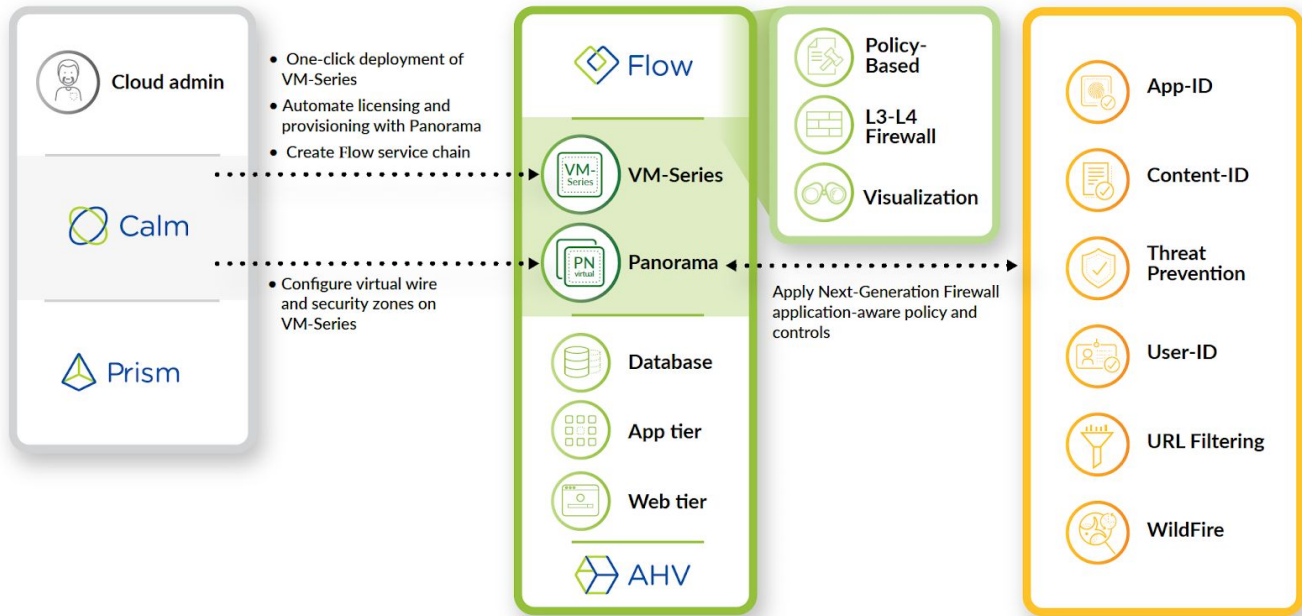 Cloud admin
Calm
Prism
• One-click deployment of
VM-Series
• Automate licensing and
provisioning with Panorama
• Create Flow service chain
• Configure virtual wire
and security zones on
VM-Series
Flow
VM-
Series
VM-Series
PN
virtual
Panorama
Database
App tier
Web tier
AHV
Policy-
Based
L3-L4
Firewall
Visualization
Apply Next-Generation Firewall
application-aware policy and
controls
App-ID
Content-ID
Threat
Prevention
User-ID
URL Filtering
WildFire